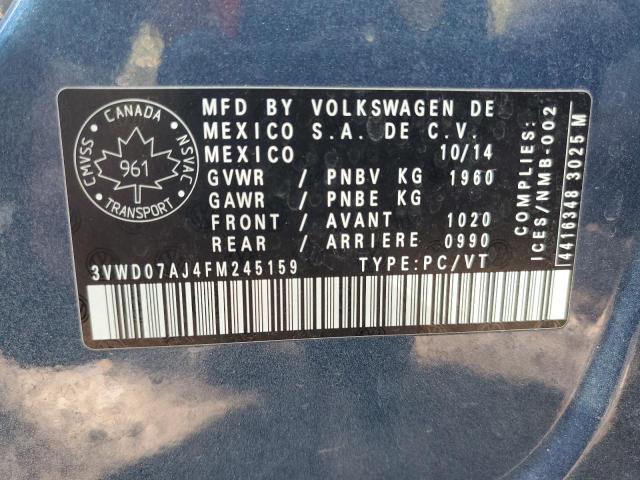 CANADA
CMVSS
NSVAC
961
TRANSPORT
MFD BY VOLKSWAGEN DE
MEXICO S.A. DE C.V.
MEXICO 10/14
GVWR / PNBV KG 1960
GAWR / PNBE KG
FRONT / AVANT 1020
REAR / ARRIERE 0990
3VWD07AJ4FM245159 TYPE:PC/VT
COMPLIES:
ICES/NMB-002
4416348 3025M